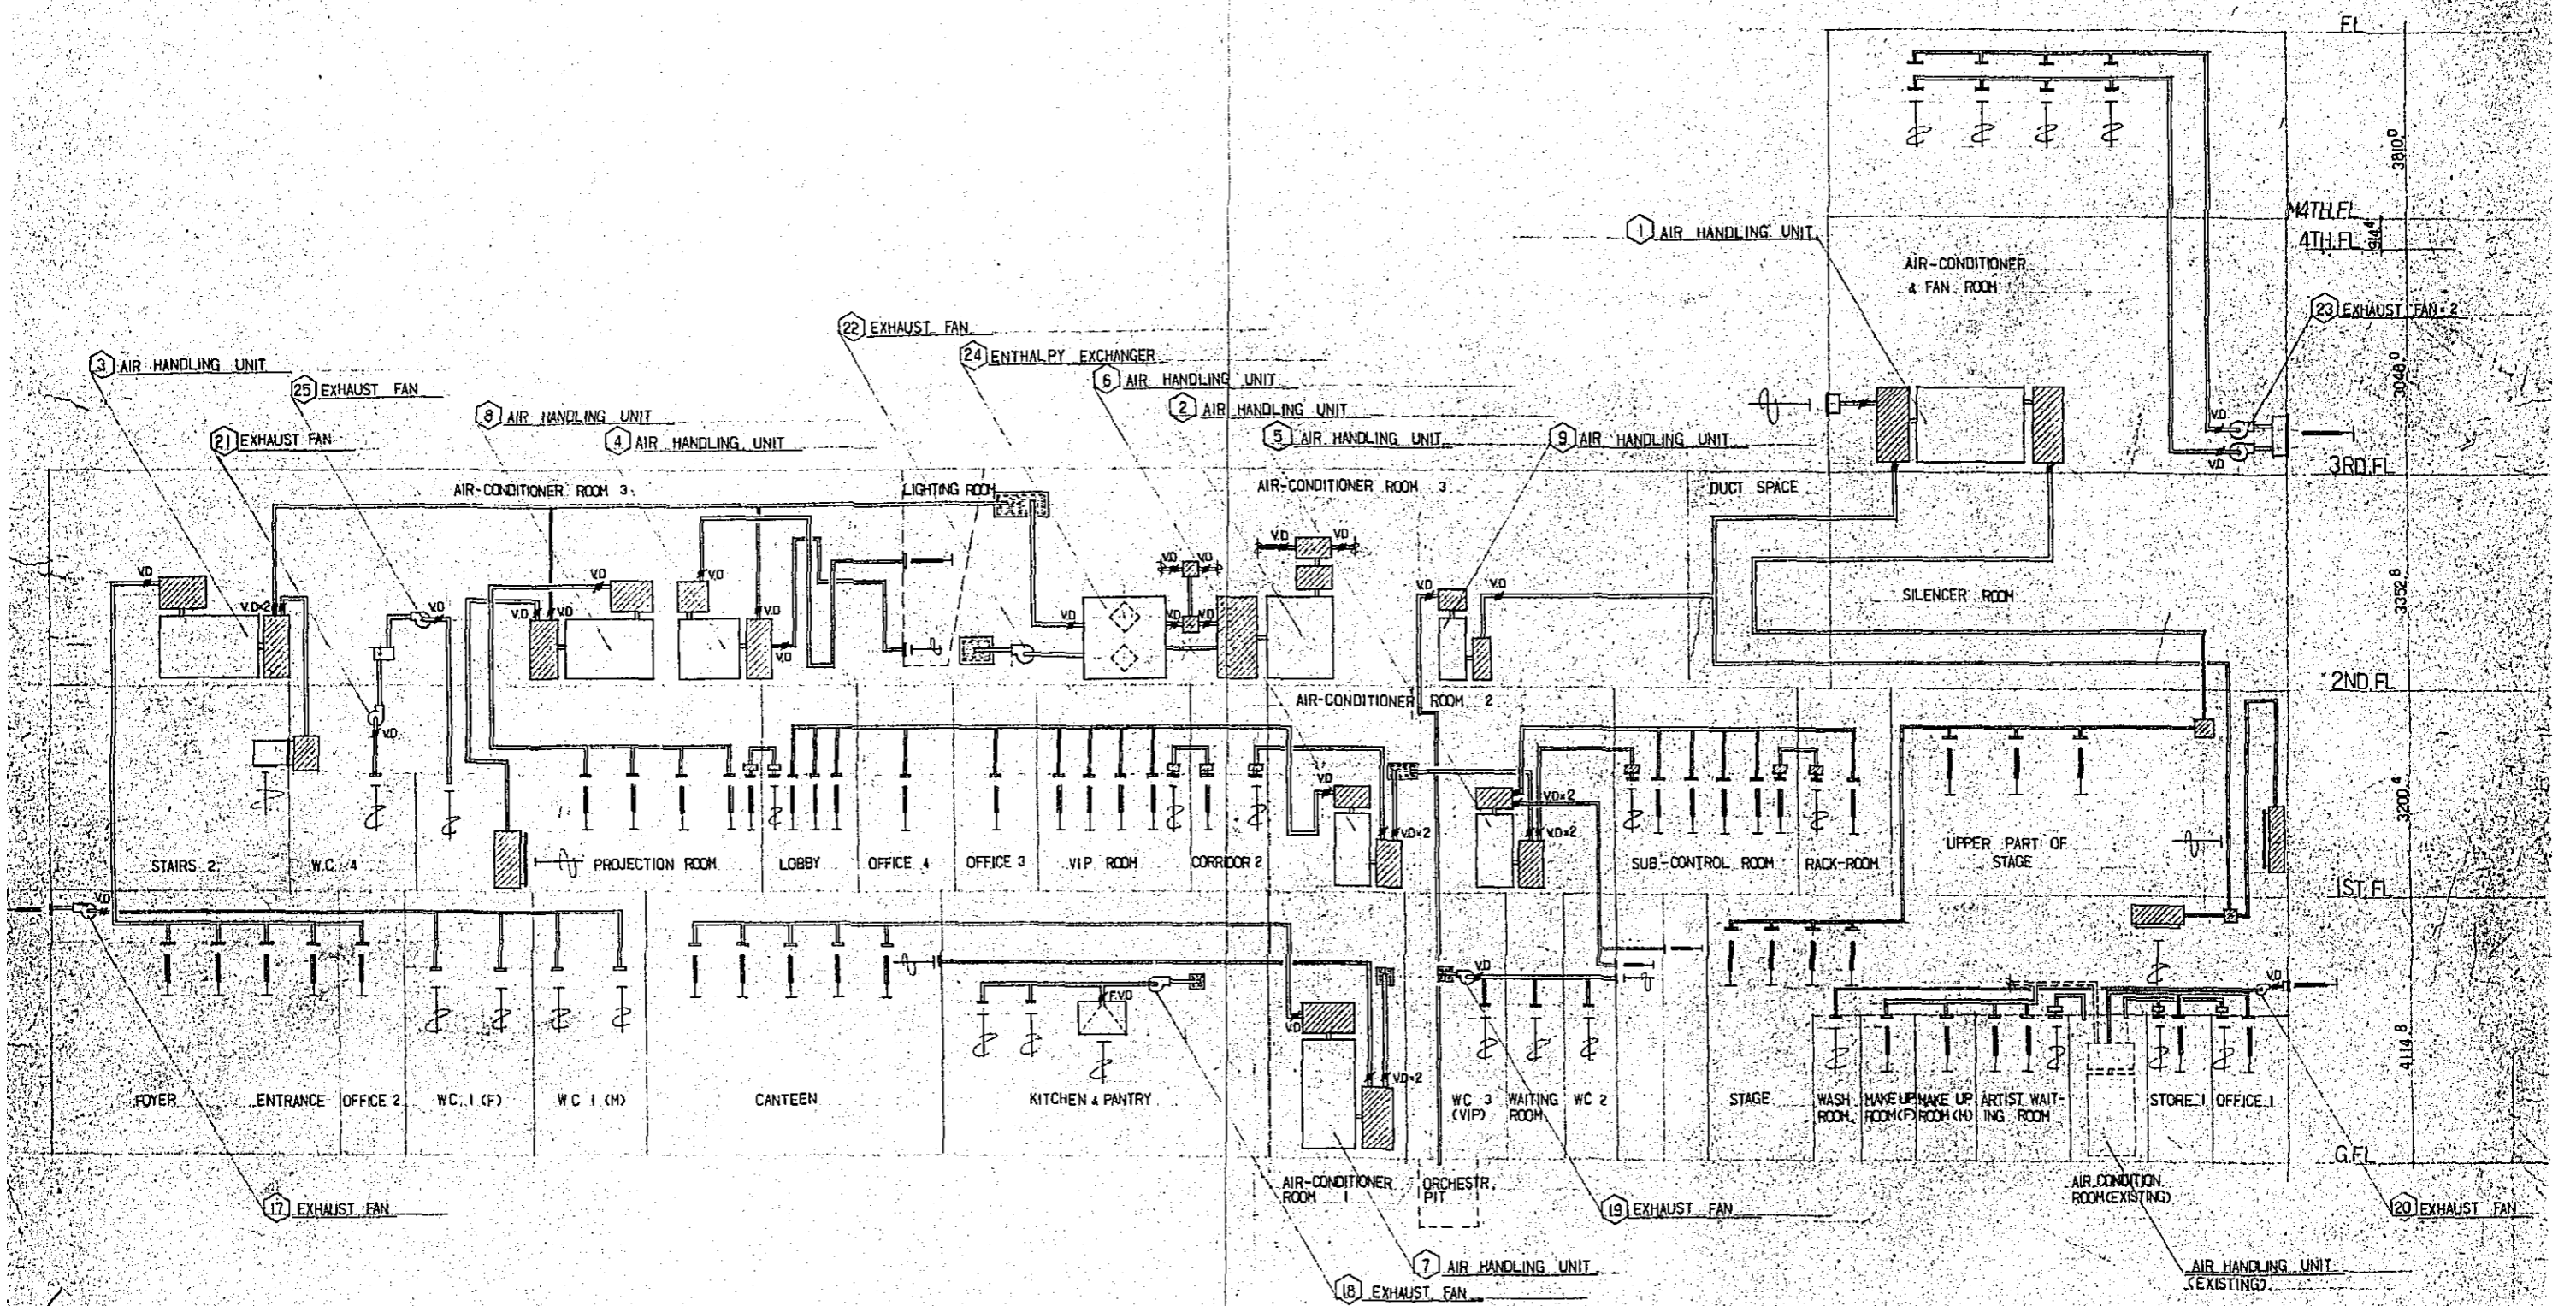 FL
3810.0
M4TH.FL
914.4
4TH.FL
1 AIR HANDLING UNIT
AIR-CONDITIONER
& FAN ROOM
3048.0
23 EXHAUST FAN×2
22 EXHAUST FAN
24 ENTHALPY EXCHANGER
3 AIR HANDLING UNIT
25 EXHAUST FAN
6 AIR HANDLING UNIT
8 AIR HANDLING UNIT
2 AIR HANDLING UNIT
21 EXHAUST FAN
4 AIR HANDLING UNIT
5 AIR HANDLING UNIT
9 AIR HANDLING UNIT
V.D
V.D
3RD.FL
AIR-CONDITIONER ROOM 3
LIGHTING ROOM
AIR-CONDITIONER ROOM 3
DUCT SPACE
V.D
V.D
V.D
V.D
V.D
V.D
V.D
V.D
V.D
V.D
3352.8
V.D×2
V.D
V.D
V.D
V.D
V.D
V.D
V.D
SILENCER ROOM
V.D
2ND.FL
AIR-CONDITIONER ROOM 2
V.D
V.D
V.D×2
V.D×2
V.D×2
3200.4
STAIRS 2
W.C. 4
PROJECTION ROOM
LOBBY
OFFICE 4
OFFICE 3
V.I.P. ROOM
CORRIDOR 2
SUB-CONTROL ROOM
RACK-ROOM
UPPER PART OF
STAGE
1ST.FL
V.D
V.D
V.D
F.V.D
V.D
V.D×2
4114.8
FOYER
ENTRANCE
OFFICE 2
W.C. 1 (F)
W.C 1 (M)
CANTEEN
KITCHEN & PANTRY
WC 3
(VIP)
WAITING
ROOM
WC 2
STAGE
WASH
ROOM
MAKE UP
ROOM(F)
MAKE UP
ROOM(M)
ARTIST WAIT-
ING ROOM
STORE 1
OFFICE 1
G.FL
AIR-CONDITIONER
ROOM 1
ORCHESTR.
PIT
AIR.CONDITION
ROOM(EXISTING)
17 EXHAUST FAN
19 EXHAUST FAN
20 EXHAUST FAN
7 AIR HANDLING UNIT
18 EXHAUST FAN
AIR HANDLING UNIT
(EXISTING)